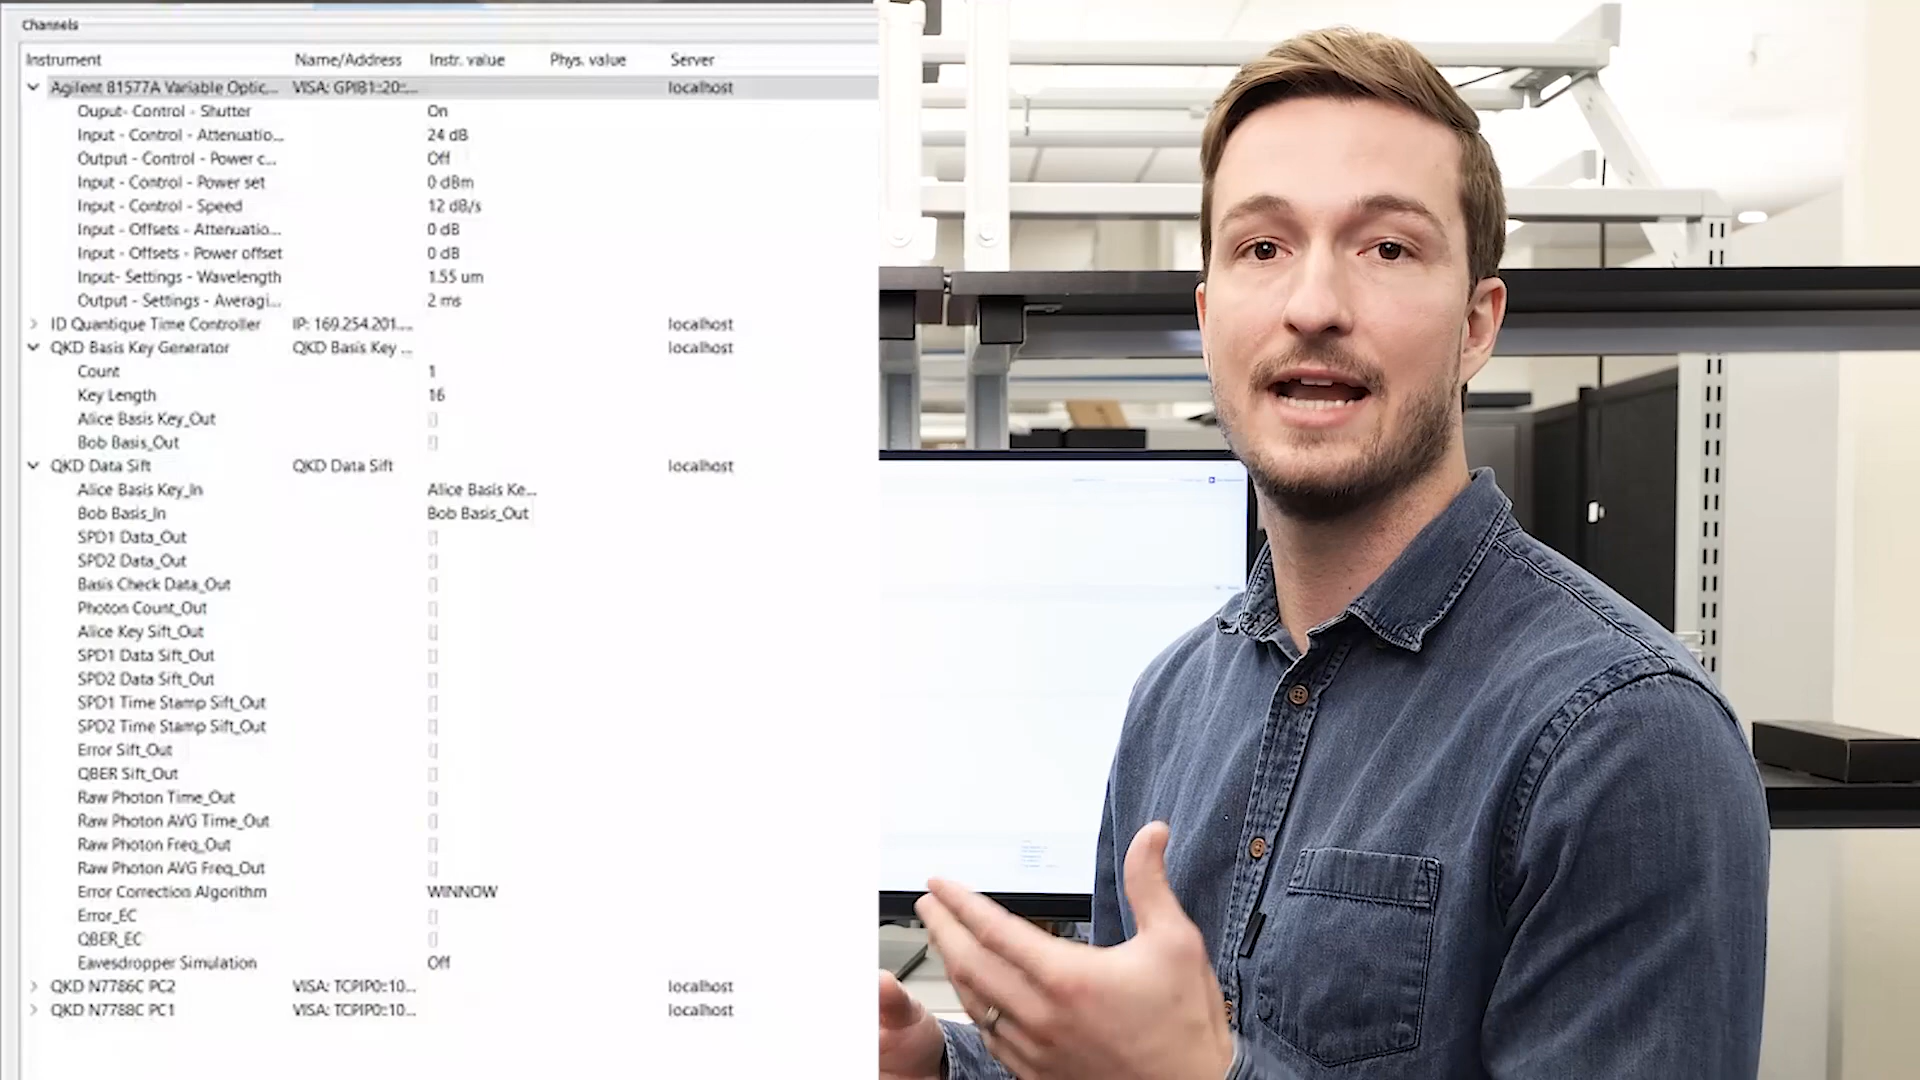 Channels
Instrument Name/Address Instr. value Phys. value Server
Agilent 81577A Variable Optic... VISA: GPIB1::20::... localhost
Ouput- Control - Shutter On
Input - Control - Attenuatio... 24 dB
Output - Control - Power c... Off
Input - Control - Power set 0 dBm
Input - Control - Speed 12 dB/s
Input - Offsets - Attenuatio... 0 dB
Input - Offsets - Power offset 0 dB
Input- Settings - Wavelength 1.55 um
Output - Settings - Averagi... 2 ms
ID Quantique Time Controller IP: 169.254.201.... localhost
QKD Basis Key Generator QKD Basis Key ... localhost
Count 1
Key Length 16
Alice Basis Key_Out []
Bob Basis_Out []
QKD Data Sift QKD Data Sift localhost
Alice Basis Key_In Alice Basis Ke...
Bob Basis_In Bob Basis_Out
SPD1 Data_Out []
SPD2 Data_Out []
Basis Check Data_Out []
Photon Count_Out []
Alice Key Sift_Out []
SPD1 Data Sift_Out []
SPD2 Data Sift_Out []
SPD1 Time Stamp Sift_Out []
SPD2 Time Stamp Sift_Out []
Error Sift_Out []
QBER Sift_Out []
Raw Photon Time_Out []
Raw Photon AVG Time_Out []
Raw Photon Freq_Out []
Raw Photon AVG Freq_Out []
Error Correction Algorithm WINNOW
Error_EC []
QBER_EC []
Eavesdropper Simulation Off
QKD N7786C PC2 VISA: TCPIP0::10... localhost
QKD N7788C PC1 VISA: TCPIP0::10... localhost